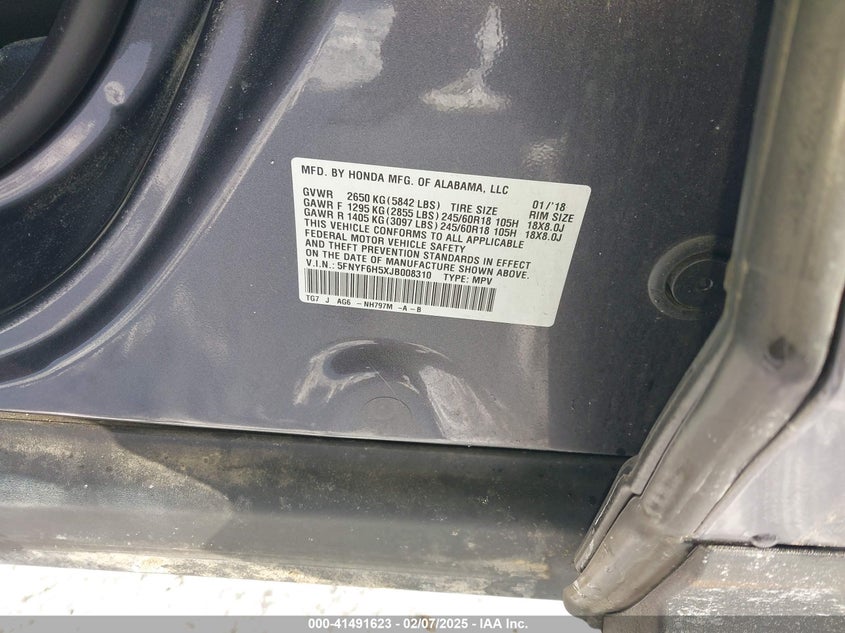 MFD. BY HONDA MFG. OF ALABAMA, LLC
GVWR 2650 KG (5842 LBS) TIRE SIZE 01/'18 RIM SIZE
GAWR F 1295 KG (2855 LBS) 245/60R18 105H 18X8.0J
GAWR R 1405 KG (3097 LBS) 245/60R18 105H 18X8.0J
THIS VEHICLE CONFORMS TO ALL APPLICABLE
FEDERAL MOTOR VEHICLE SAFETY
AND THEFT PREVENTION STANDARDS IN EFFECT
ON THE DATE OF MANUFACTURE SHOWN ABOVE.
V.I.N.: 5FNYF6H5XJB008310 TYPE: MPV
TG7 J AG6 - NH797M - A - B
000-41491623 - 02/07/2025 - IAA Inc.